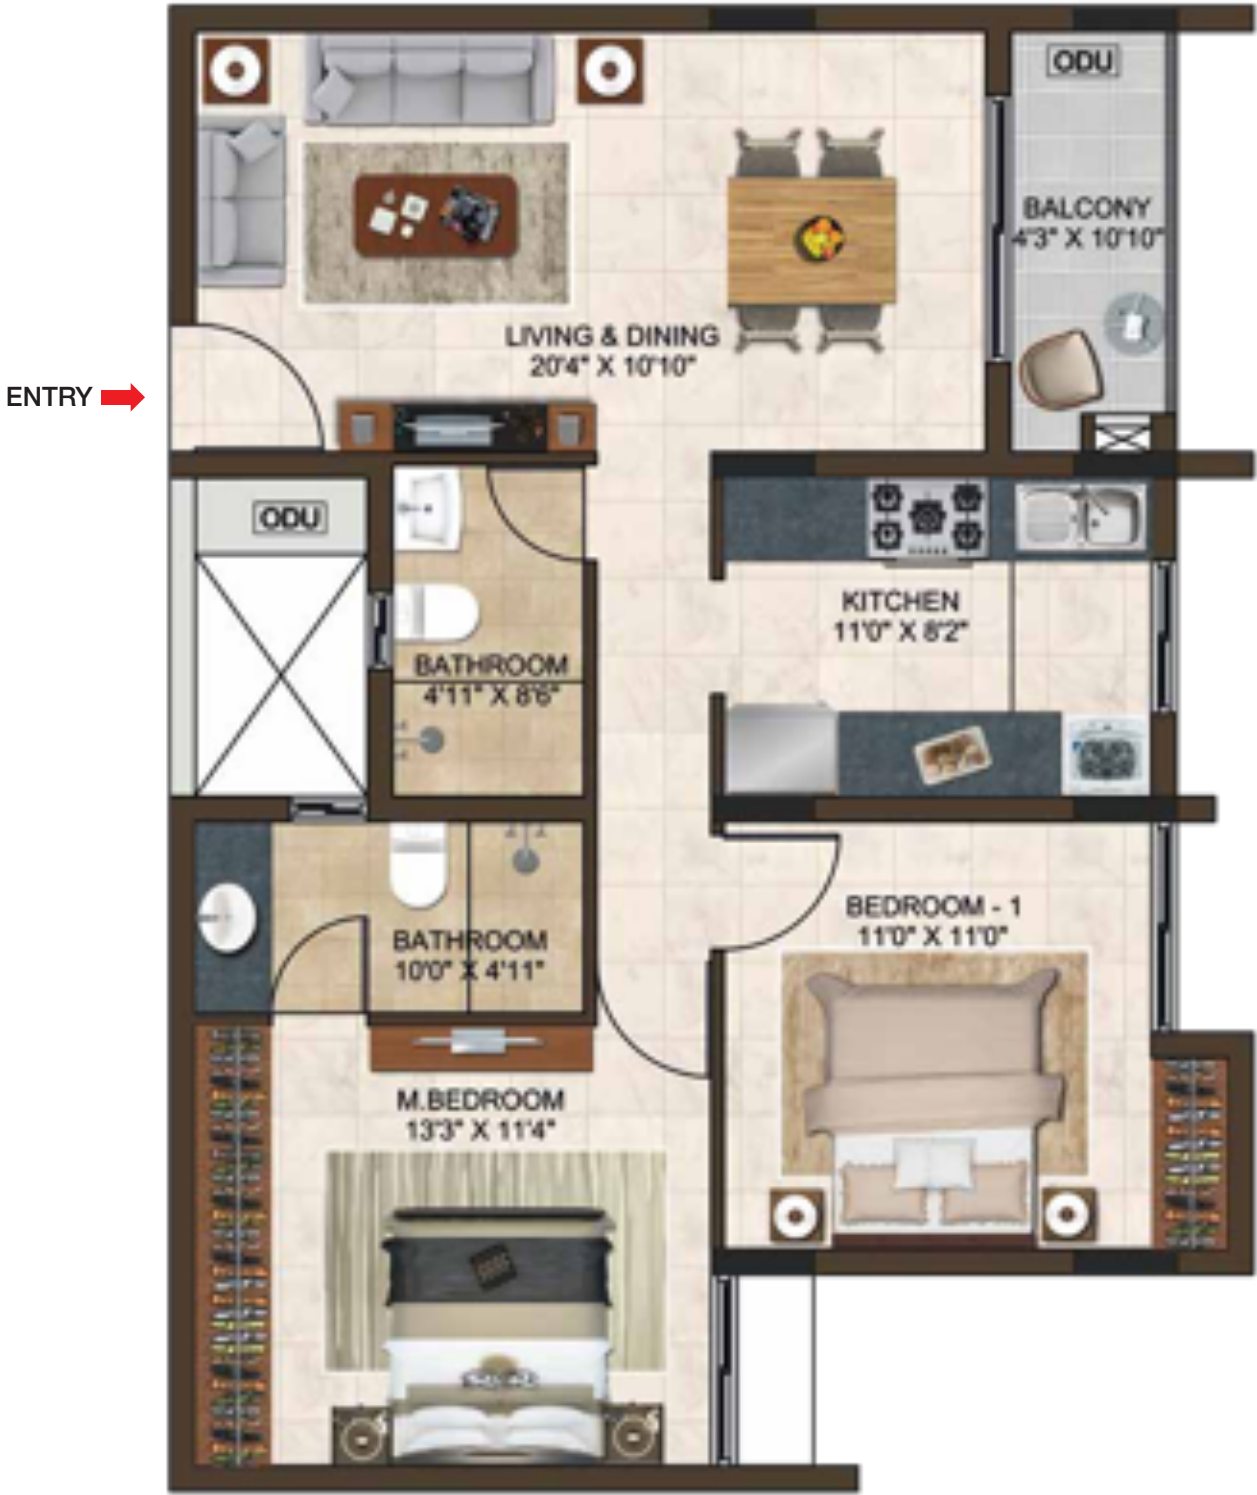 ODU
BALCONY
4'3" X 10'10"
LIVING & DINING
20'4" X 10'10"
ENTRY
ODU
KITCHEN
11'0" X 8'2"
BATHROOM
4'11" X 8'6"
BEDROOM - 1
11'0" X 11'0"
BATHROOM
10'0" X 4'11"
M.BEDROOM
13'3" X 11'4"